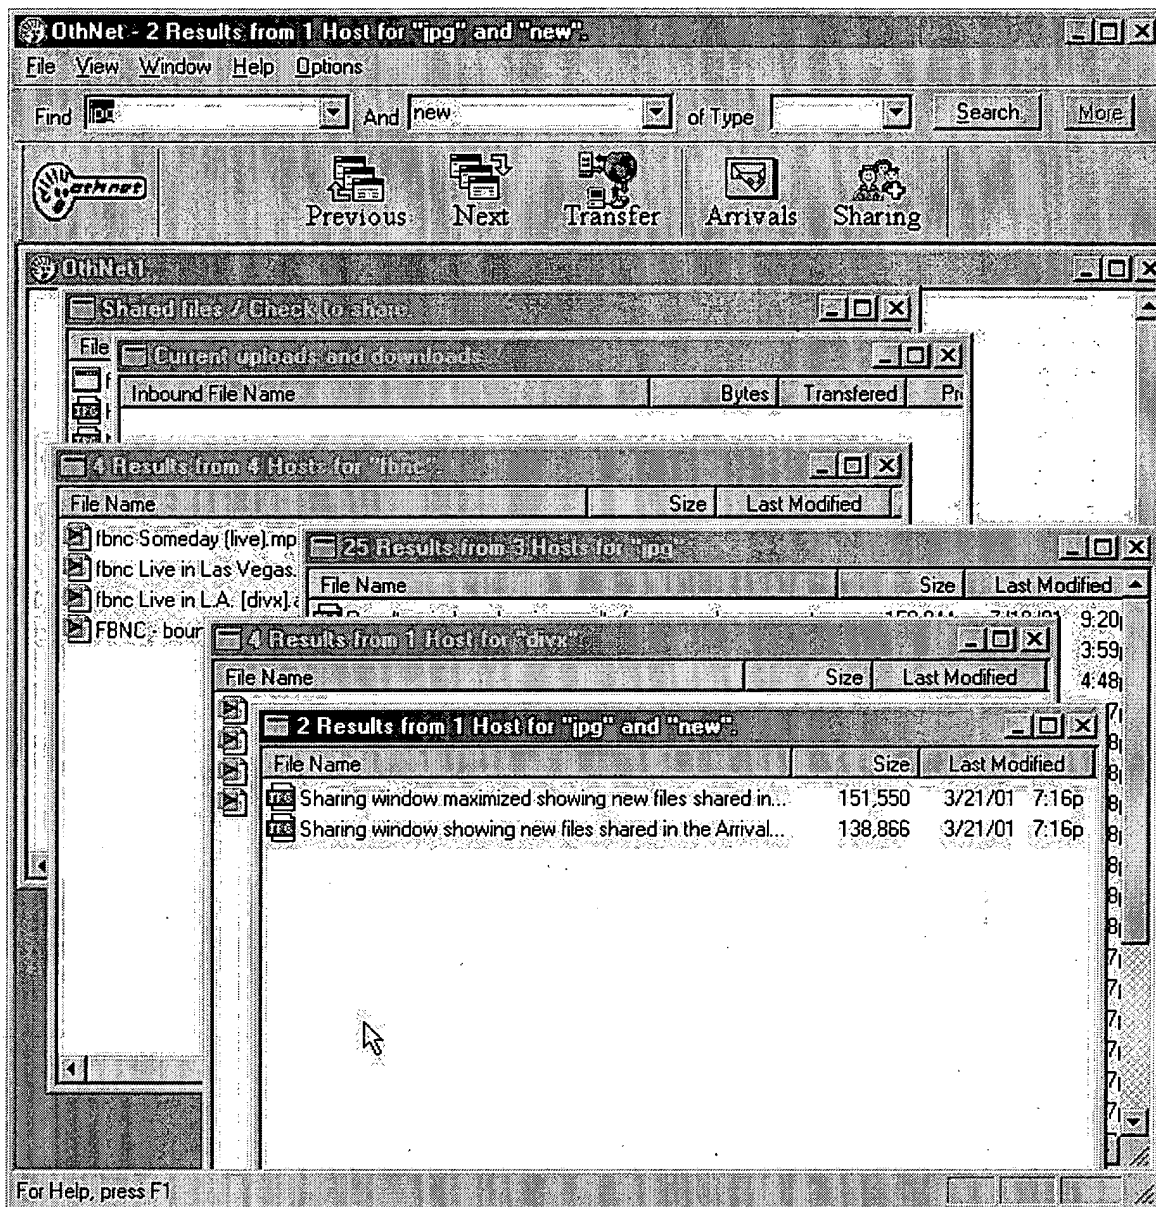 OthNet - 2 Results from 1 Host for "jpg" and "new".
File View Window Help Options
Find jpg And new of Type Search More
othnet Previous Next Transfer Arrivals Sharing
OthNet1
Shared files / Check to share
File
Current uploads and downloads
Inbound File Name Bytes Transfered
4 Results from 4 Hosts for "fbnc".
File Name Size Last Modified
fbnc Someday (live).mp
fbnc Live in Las Vegas.
fbnc Live in L.A. [divx].
FBNC - bour
25 Results from 3 Hosts for "jpg"
File Name Size Last Modified
9:20
3:59
4:48
4 Results from 1 Host for "divx".
File Name Size Last Modified
2 Results from 1 Host for "jpg" and "new".
File Name Size Last Modified
Sharing window maximized showing new files shared in... 151,550 3/21/01 7:16p
Sharing window showing new files shared in the Arrival... 138,866 3/21/01 7:16p
For Help, press F1